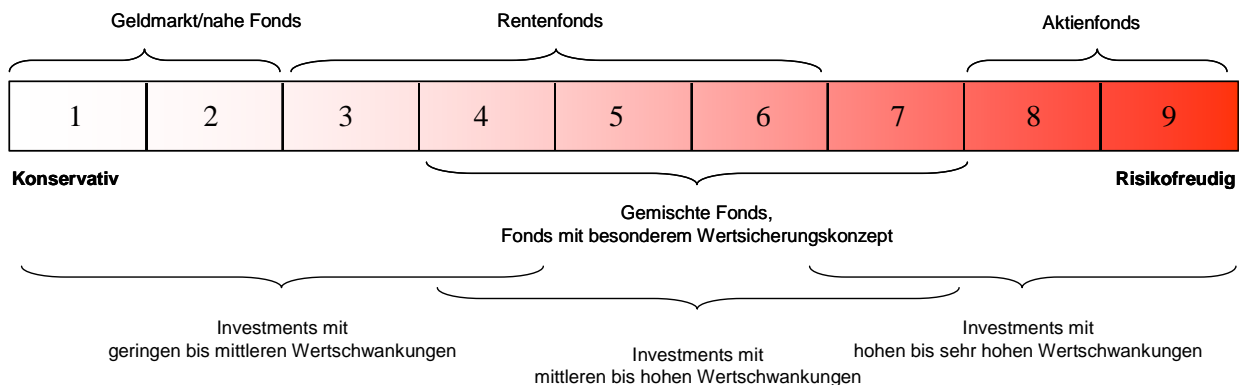 Geldmarkt/nahe Fonds
Rentenfonds
Aktienfonds
1 2 3 4 5 6 7 8 9
Konservativ
Risikofreudig
Gemischte Fonds,
Fonds mit besonderem Wertsicherungskonzept
Investments mit
geringen bis mittleren Wertschwankungen
Investments mit
mittleren bis hohen Wertschwankungen
Investments mit
hohen bis sehr hohen Wertschwankungen